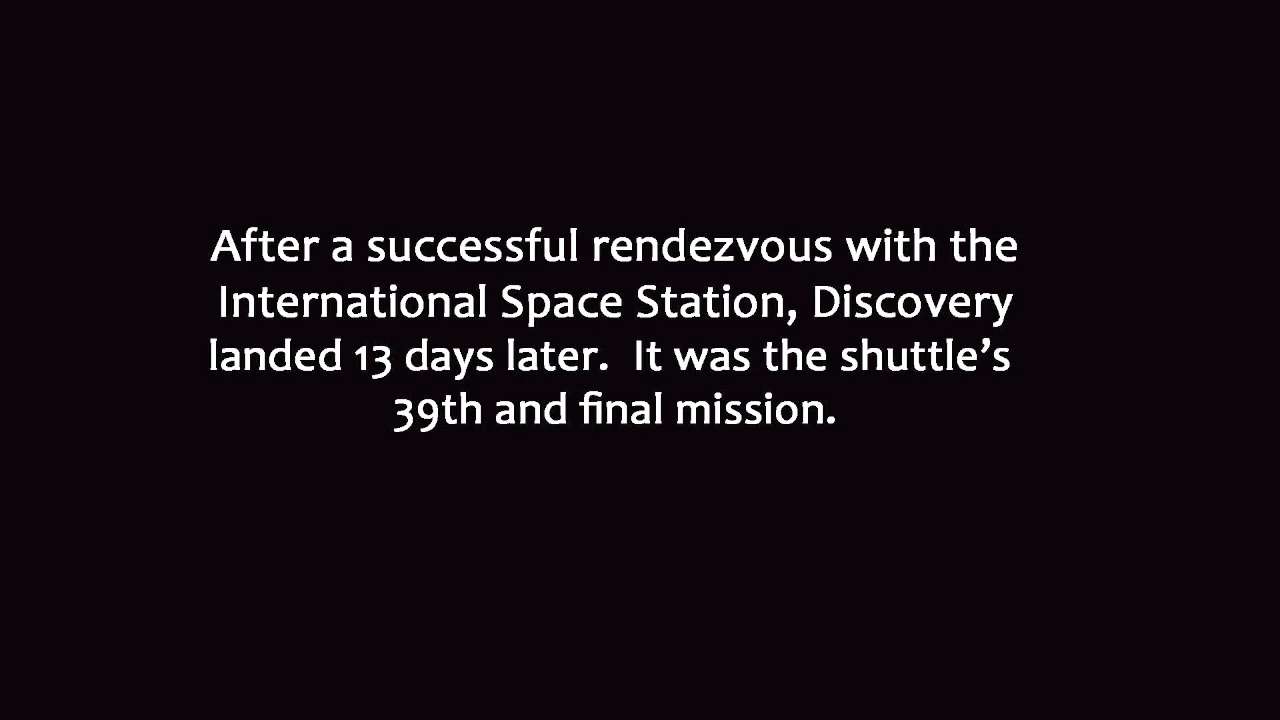 After a successful rendezvous with the
International Space Station, Discovery
landed 13 days later.  It was the shuttle’s
39th and final mission.